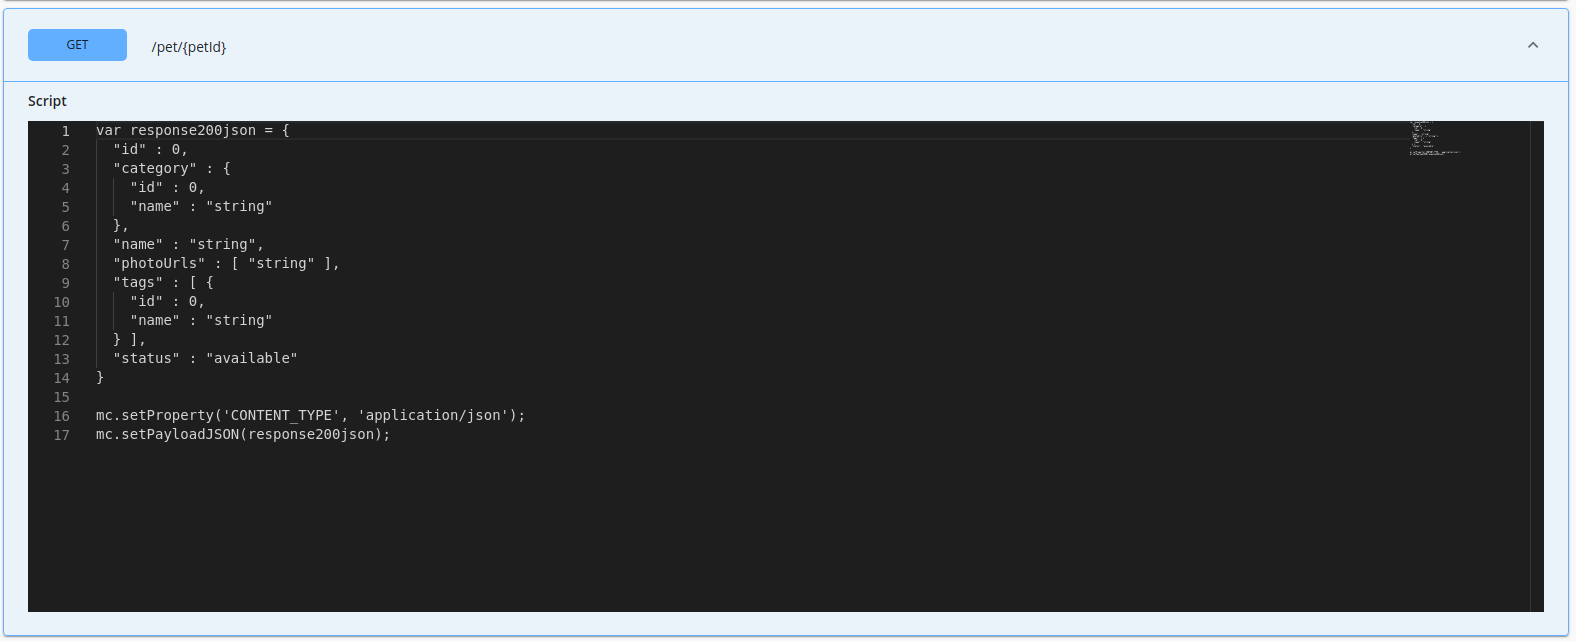 GET /pet/{petId}
Script
1 var response200json = {
2   "id" : 0,
3   "category" : {
4     "id" : 0,
5     "name" : "string"
6   },
7   "name" : "string",
8   "photoUrls" : [ "string" ],
9   "tags" : [ {
10     "id" : 0,
11     "name" : "string"
12   } ],
13   "status" : "available"
14 }
15
16 mc.setProperty('CONTENT_TYPE', 'application/json');
17 mc.setPayloadJSON(response200json);